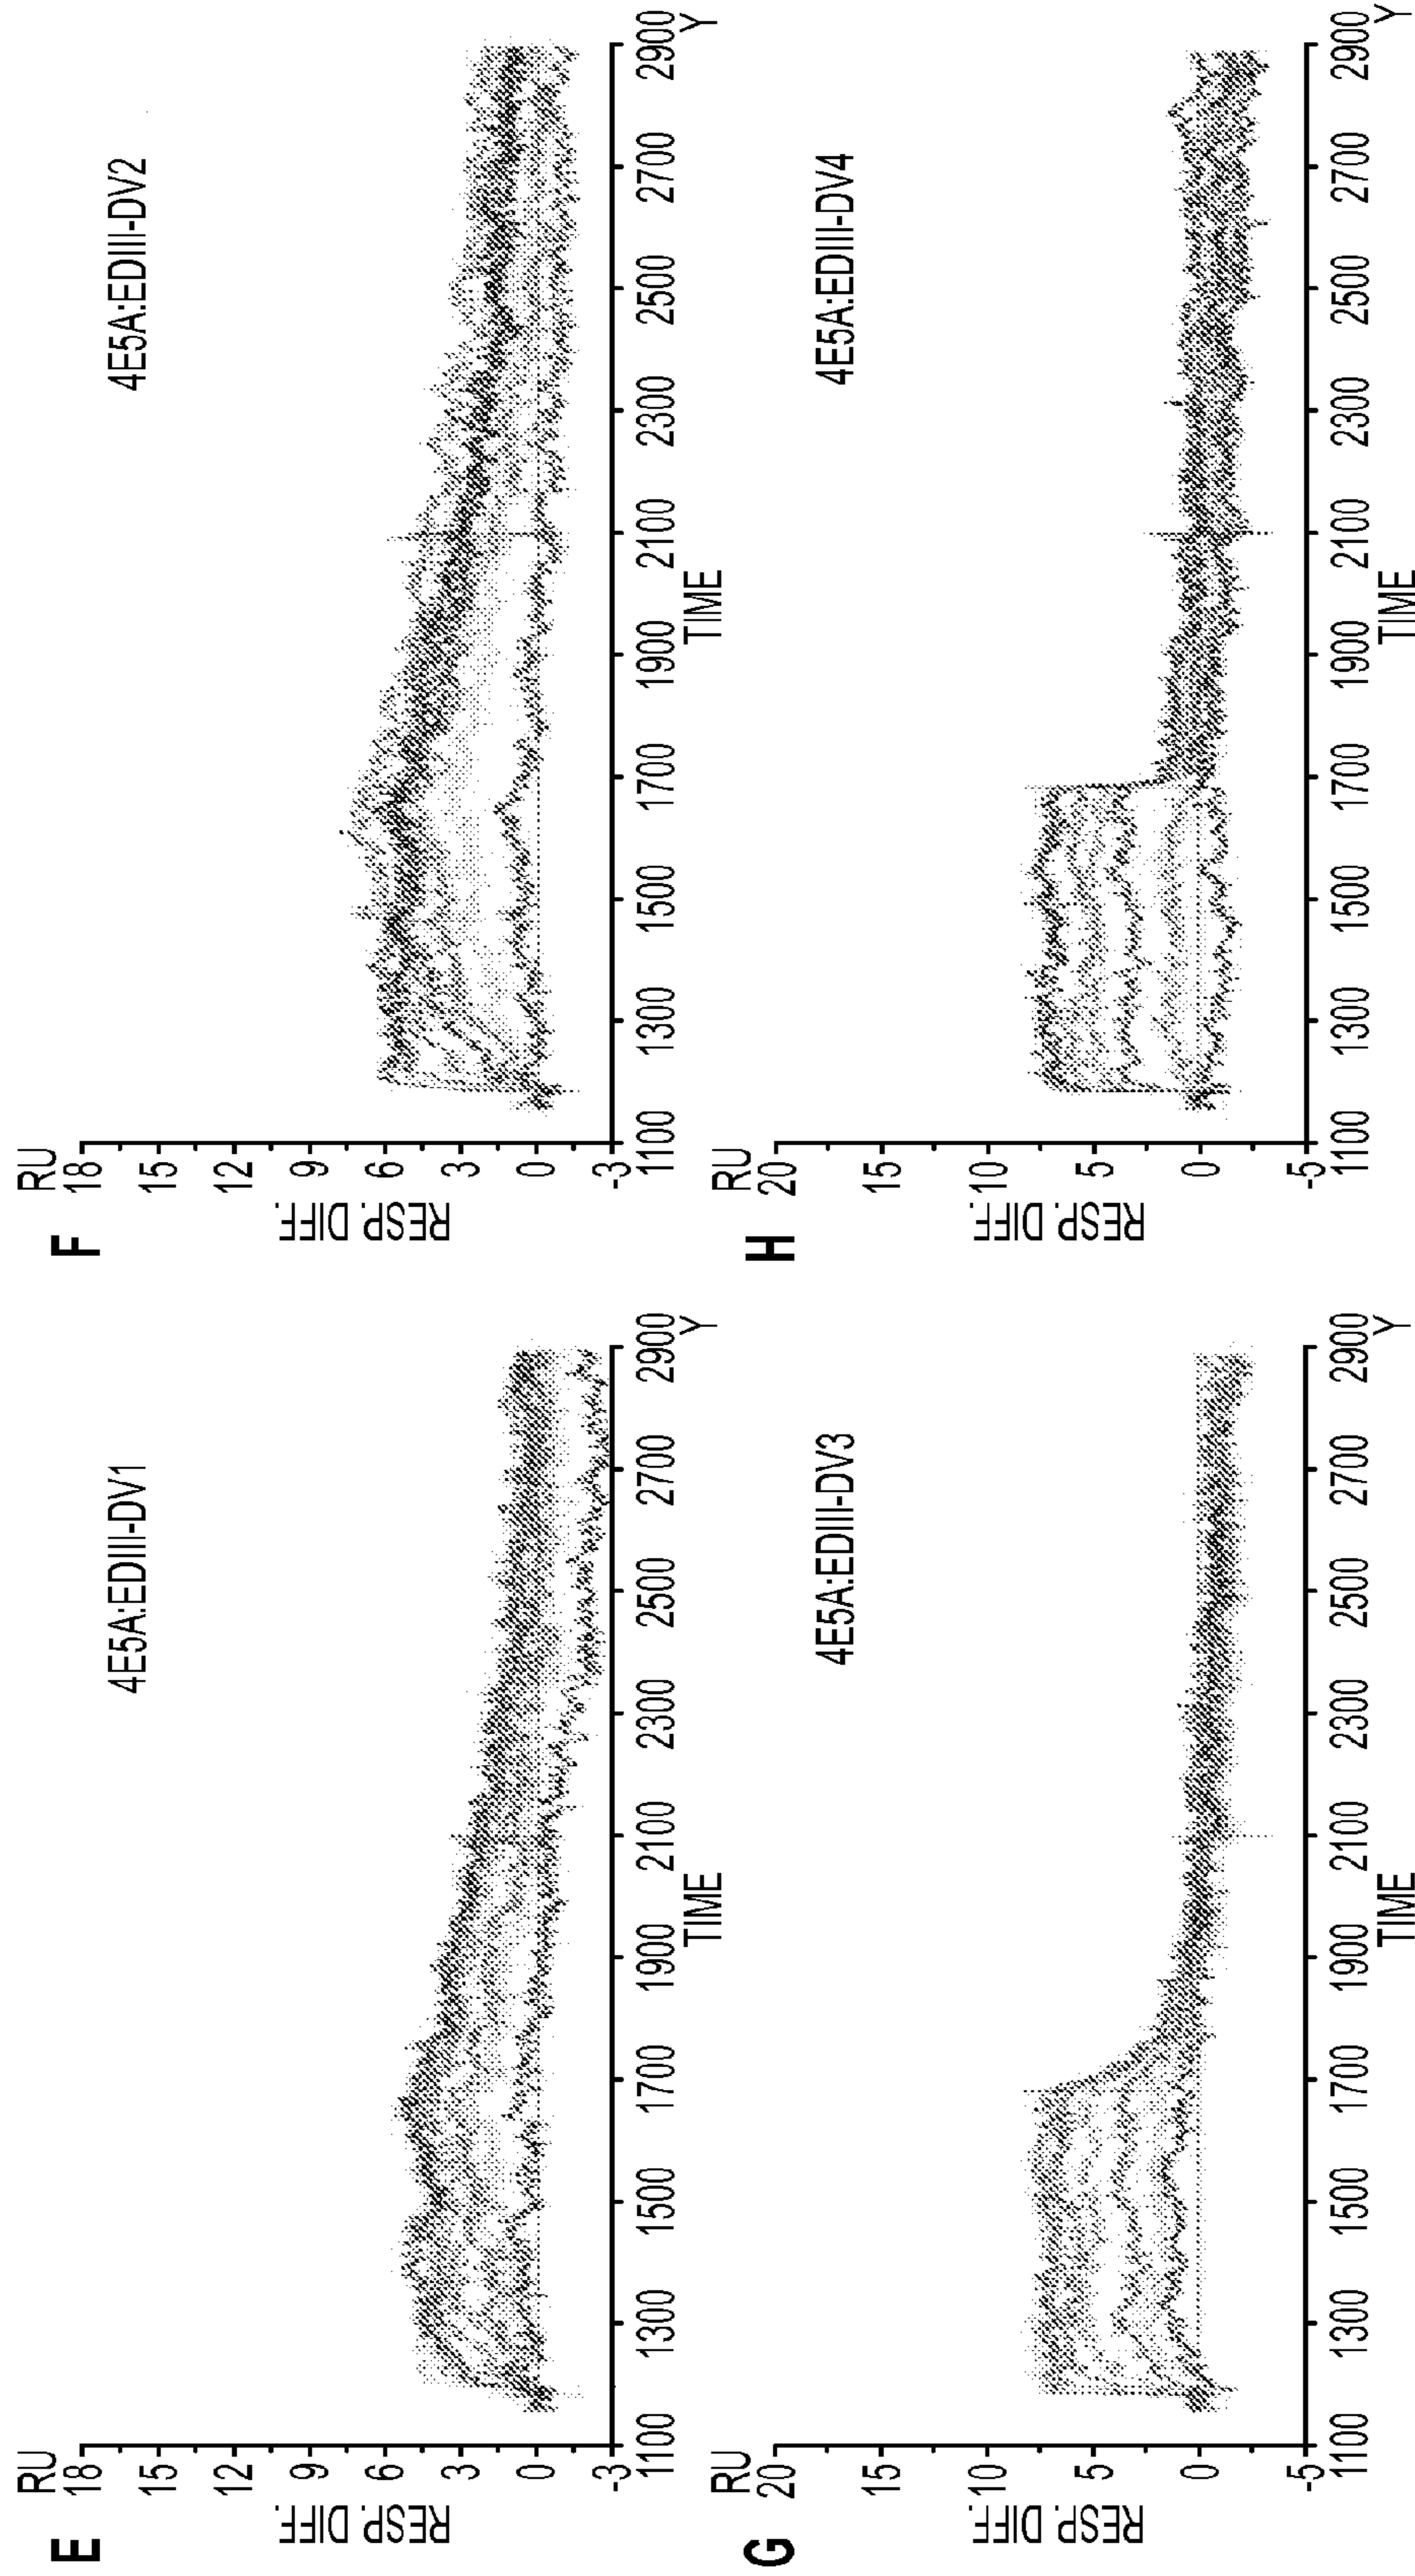 E
4E5A:EDIII-DV1
RU
18
15
12
9
6
3
0
-3
RESP. DIFF.
1100 1300 1500 1700 1900 2100 2300 2500 2700 2900
TIME
Y
F
4E5A:EDIII-DV2
RU
18
15
12
9
6
3
0
-3
RESP. DIFF.
1100 1300 1500 1700 1900 2100 2300 2500 2700 2900
TIME
Y
G
4E5A:EDIII-DV3
RU
20
15
10
5
0
-5
RESP. DIFF.
1100 1300 1500 1700 1900 2100 2300 2500 2700 2900
TIME
Y
H
4E5A:EDIII-DV4
RU
20
15
10
5
0
-5
RESP. DIFF.
1100 1300 1500 1700 1900 2100 2300 2500 2700 2900
TIME
Y